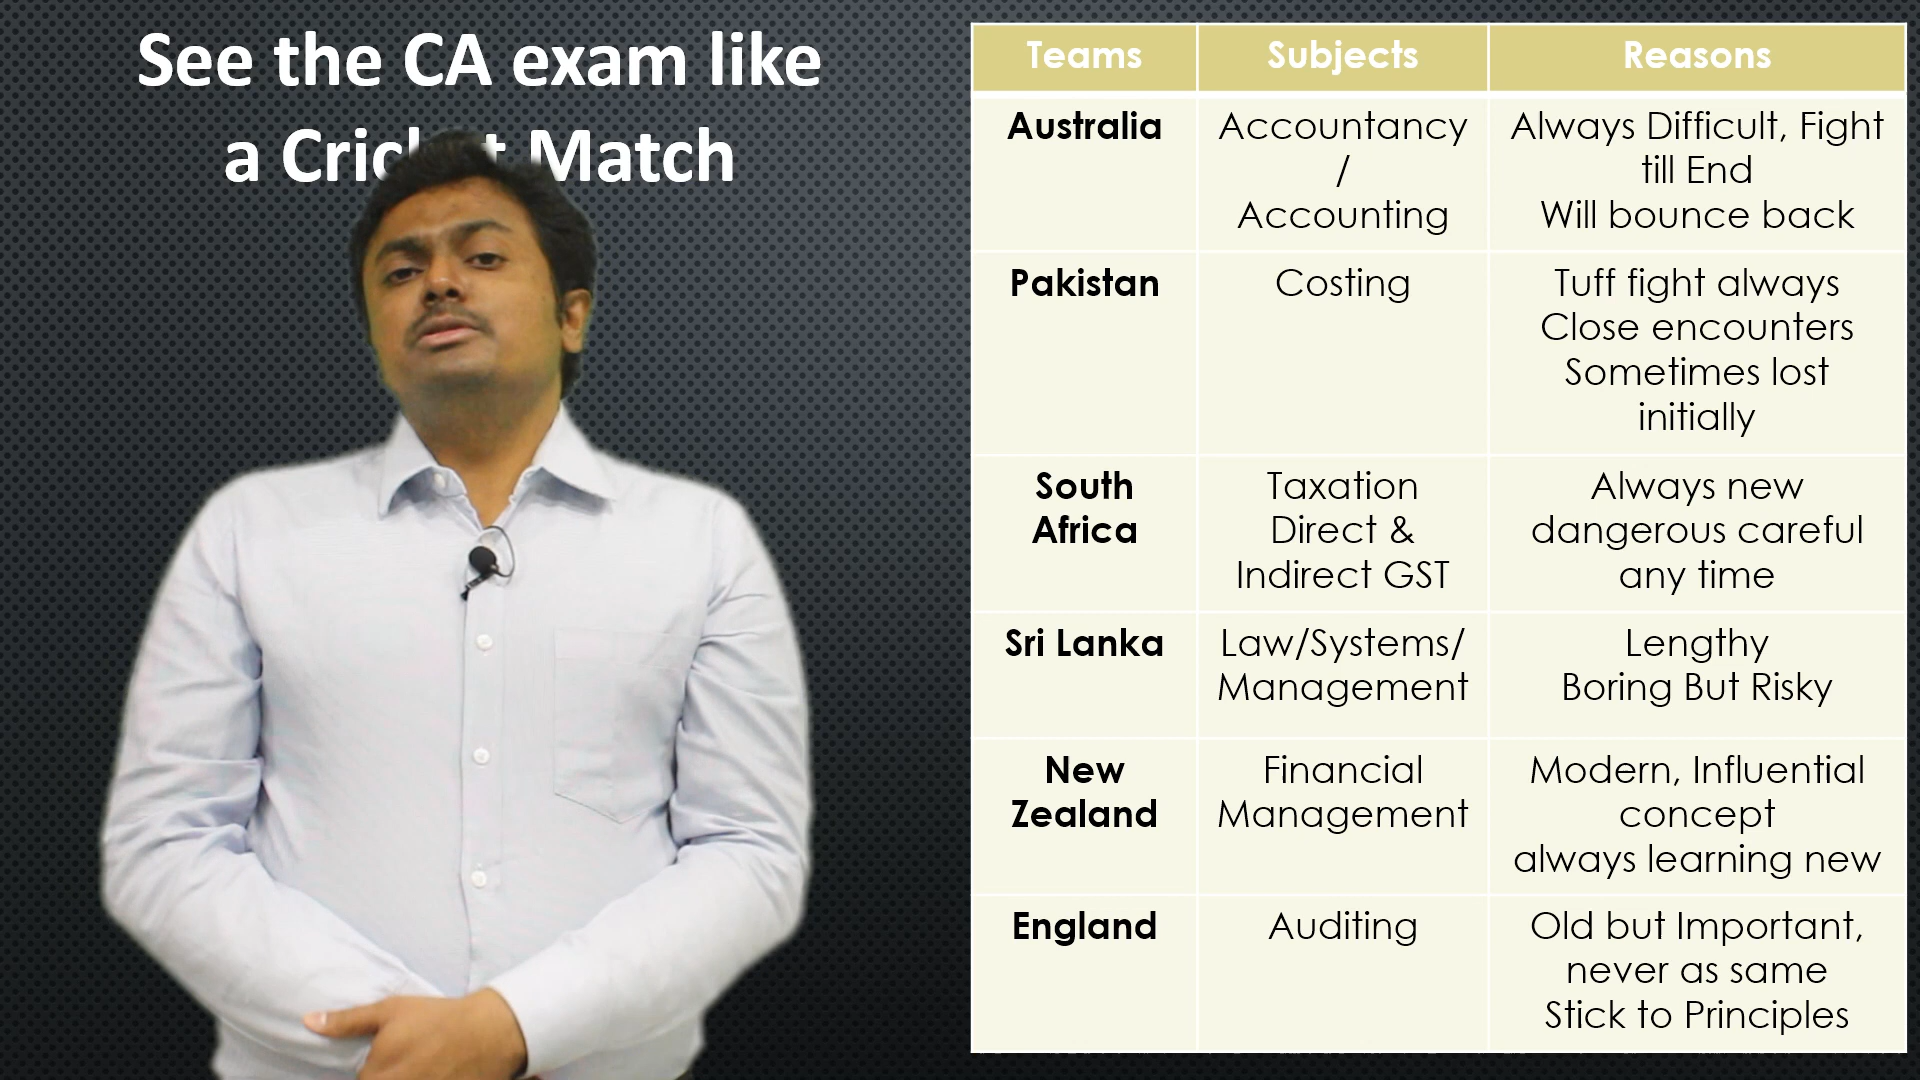 See the CA exam like
a Cricket Match
Teams Subjects Reasons
Australia Accountancy Always Difficult, Fight
/ till End
Accounting Will bounce back
Pakistan Costing Tuff fight always
Close encounters
Sometimes lost
initially
South Taxation Always new
Africa Direct & dangerous careful
Indirect GST any time
Sri Lanka Law/Systems/ Lengthy
Management Boring But Risky
New Financial Modern, Influential
Zealand Management concept
always learning new
England Auditing Old but Important,
never as same
Stick to Principles